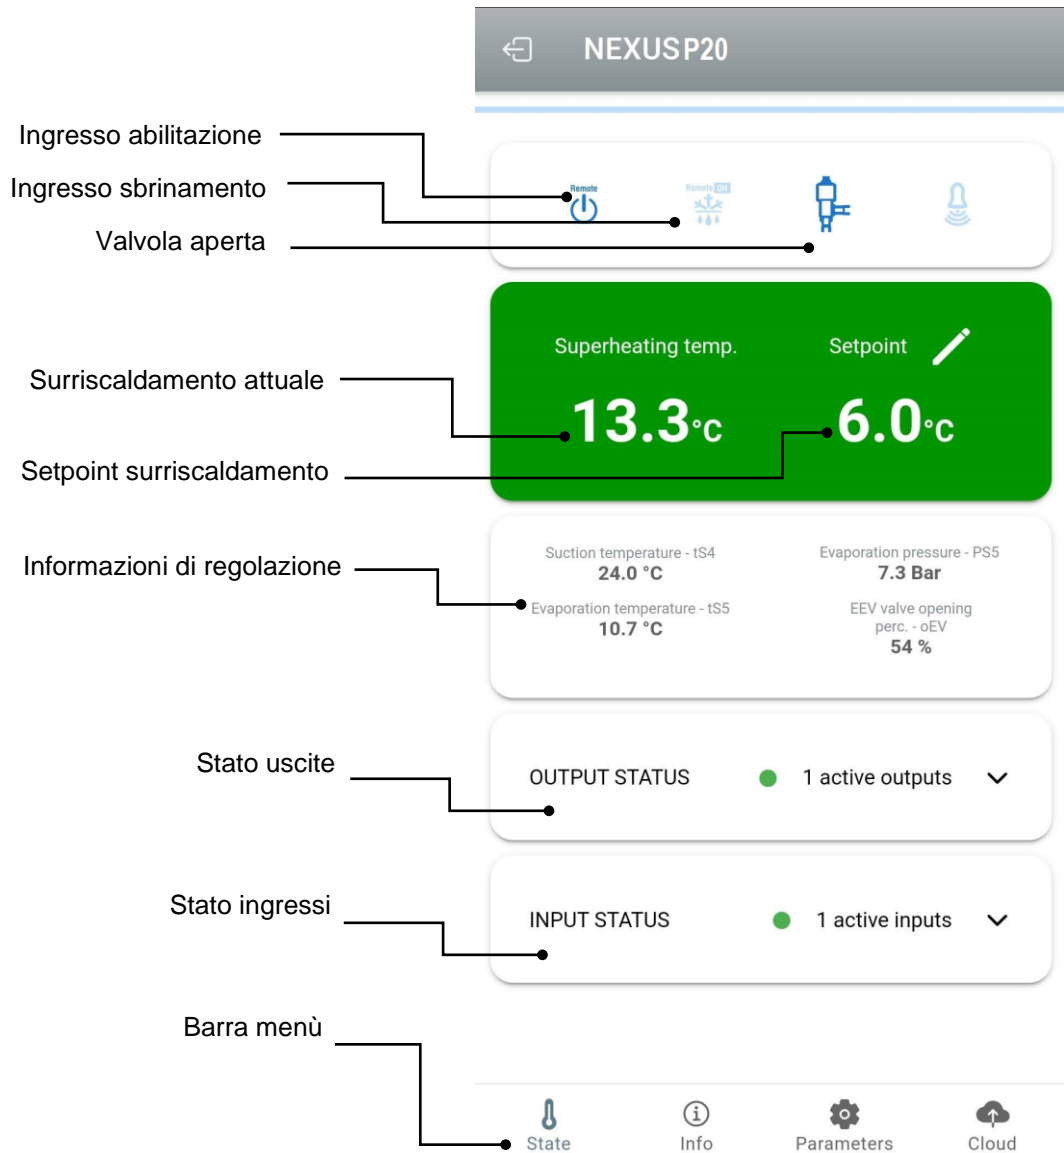 NEXUS P20
Ingresso abilitazione
Ingresso sbrinamento
Valvola aperta
Remote
Remote ON
Superheating temp.
Setpoint
Surriscaldamento attuale
13.3°C
6.0°C
Setpoint surriscaldamento
Informazioni di regolazione
Suction temperature - tS4
24.0 °C
Evaporation pressure - PS5
7.3 Bar
Evaporation temperature - tS5
10.7 °C
EEV valve opening
perc. - oEV
54 %
Stato uscite
OUTPUT STATUS
1 active outputs
Stato ingressi
INPUT STATUS
1 active inputs
Barra menù
State
Info
Parameters
Cloud